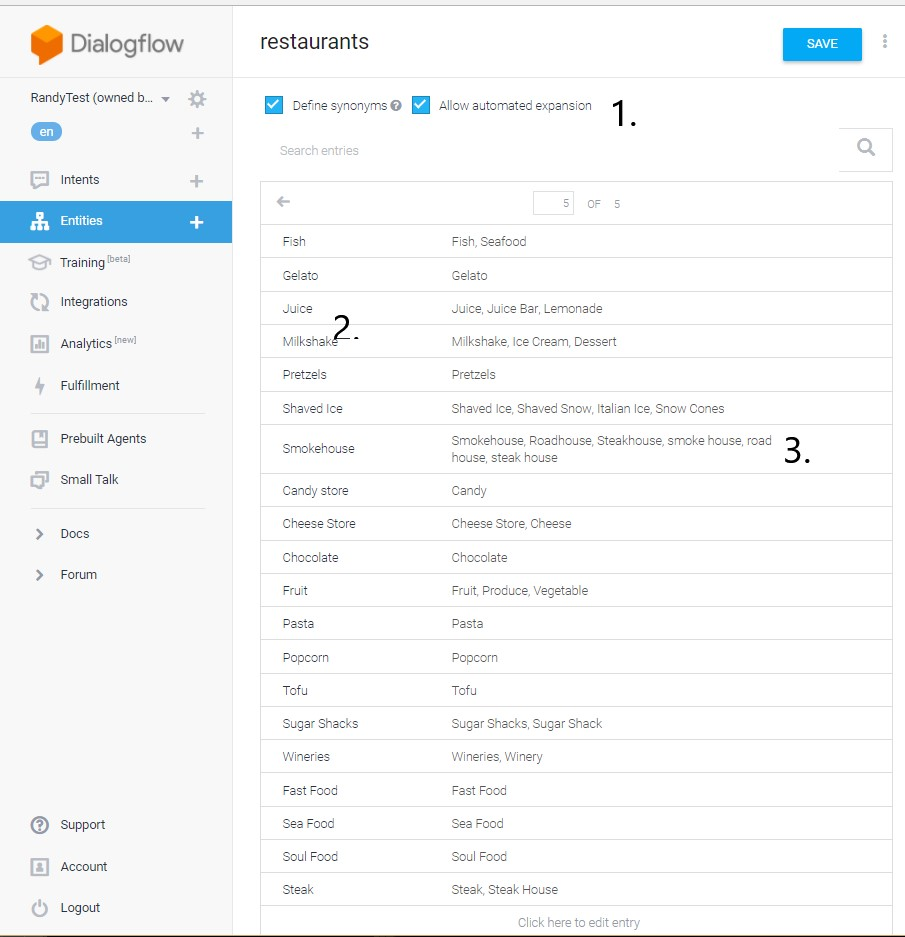 Dialogflow
restaurants
SAVE
RandyTest (owned b...
en
Define synonyms
Allow automated expansion
1.
Search entries
Intents
Entities
Training [beta]
Integrations
Analytics [new]
Fulfillment
Prebuilt Agents
Small Talk
Docs
Forum
Support
Account
Logout
5 OF 5
Fish Fish, Seafood
Gelato Gelato
Juice Juice, Juice Bar, Lemonade
2.
Milkshake Milkshake, Ice Cream, Dessert
Pretzels Pretzels
Shaved Ice Shaved Ice, Shaved Snow, Italian Ice, Snow Cones
Smokehouse Smokehouse, Roadhouse, Steakhouse, smoke house, road
house, steak house
3.
Candy store Candy
Cheese Store Cheese Store, Cheese
Chocolate Chocolate
Fruit Fruit, Produce, Vegetable
Pasta Pasta
Popcorn Popcorn
Tofu Tofu
Sugar Shacks Sugar Shacks, Sugar Shack
Wineries Wineries, Winery
Fast Food Fast Food
Sea Food Sea Food
Soul Food Soul Food
Steak Steak, Steak House
Click here to edit entry